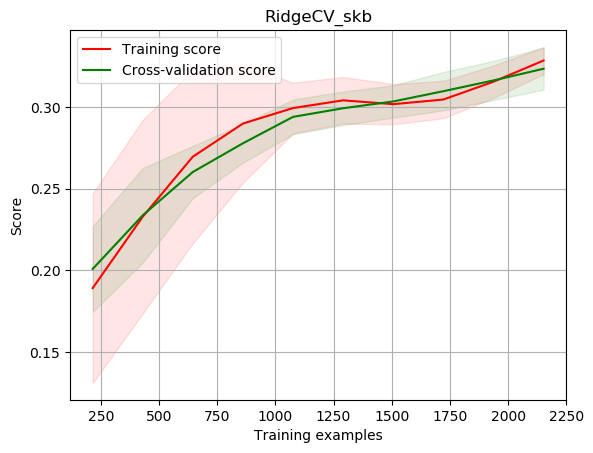 RidgeCV_skb
Training score
Cross-validation score
Score
0.30
0.25
0.20
0.15
250
500
750
1000
1250
1500
1750
2000
2250
Training examples